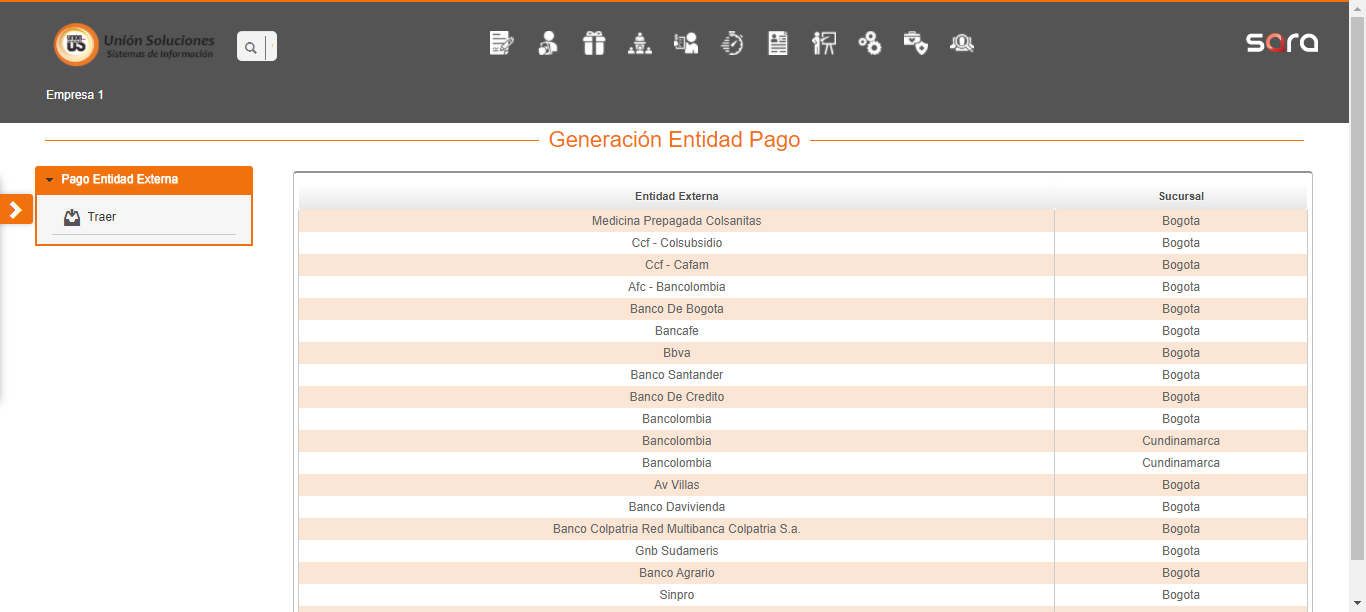 UNION
US
Unión Soluciones
Sistemas de Información
sara
Empresa 1
Generación Entidad Pago
Pago Entidad Externa
Traer
Entidad Externa Sucursal
Medicina Prepagada Colsanitas Bogota
Ccf - Colsubsidio Bogota
Ccf - Cafam Bogota
Afc - Bancolombia Bogota
Banco De Bogota Bogota
Bancafe Bogota
Bbva Bogota
Banco Santander Bogota
Banco De Credito Bogota
Bancolombia Bogota
Bancolombia Cundinamarca
Bancolombia Cundinamarca
Av Villas Bogota
Banco Davivienda Bogota
Banco Colpatria Red Multibanca Colpatria S.a. Bogota
Gnb Sudameris Bogota
Banco Agrario Bogota
Sinpro Bogota